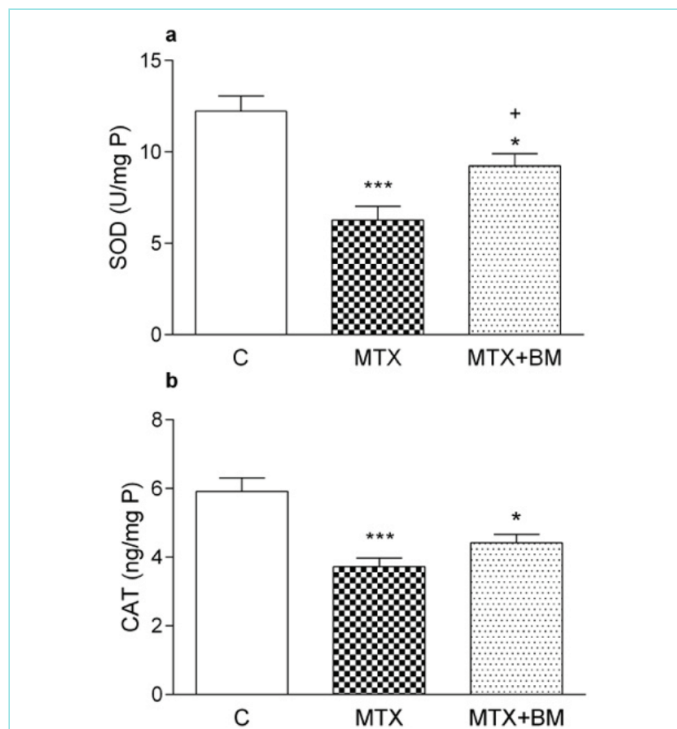 a
SOD (U/mg P)
15
10
5
0
***
+
*
C MTX MTX+BM
b
CAT (ng/mg P)
8
6
4
2
0
***
*
C MTX MTX+BM